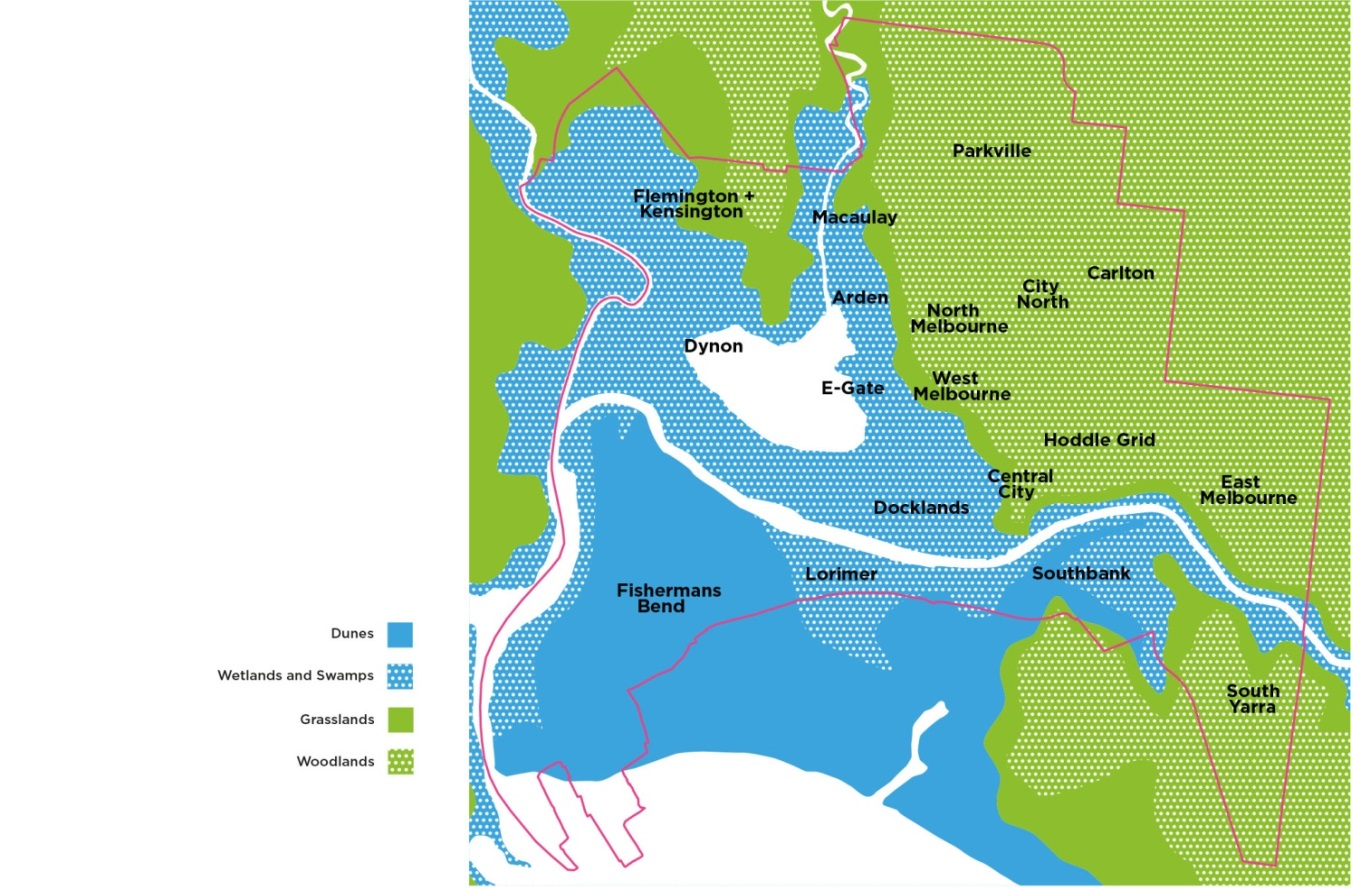 Parkville
Flemington +
Kensington
Macaulay
Carlton
City
North
Arden
North
Melbourne
Dynon
E-Gate
West
Melbourne
Hoddle Grid
Central
City
East
Melbourne
Docklands
Lorimer
Southbank
Fishermans
Bend
South
Yarra
Dunes
Wetlands and Swamps
Grasslands
Woodlands